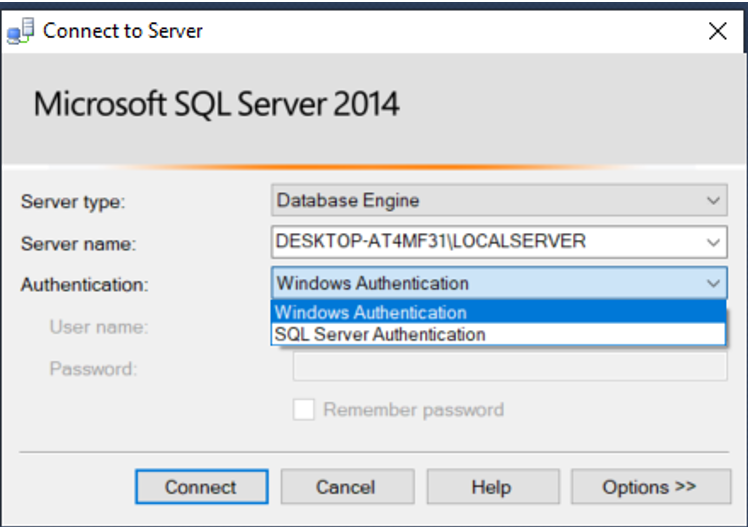 Connect to Server
Microsoft SQL Server 2014
Server type: Database Engine
Server name: DESKTOP-AT4MF31\LOCALSERVER
Authentication: Windows Authentication
Windows Authentication
User name: SQL Server Authentication
Password:
Remember password
Connect Cancel Help Options >>